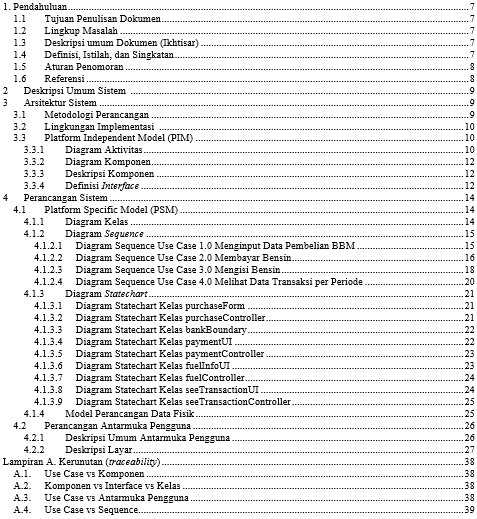 1. Pendahuluan 7
1.1 Tujuan Penulisan Dokumen 7
1.2 Lingkup Masalah 7
1.3 Deskripsi umum Dokumen (Ikhtisar) 7
1.4 Definisi, Istilah, dan Singkatan 7
1.5 Aturan Penomoran 8
1.6 Referensi 8
2 Deskripsi Umum Sistem 9
3 Arsitektur Sistem 9
3.1 Metodologi Perancangan 9
3.2 Lingkungan Implementasi 10
3.3 Platform Independent Model (PIM) 10
3.3.1 Diagram Aktivitas 10
3.3.2 Diagram Komponen 12
3.3.3 Deskripsi Komponen 12
3.3.4 Definisi Interface 12
4 Perancangan Sistem 14
4.1 Platform Specific Model (PSM) 14
4.1.1 Diagram Kelas 14
4.1.2 Diagram Sequence 15
4.1.2.1 Diagram Sequence Use Case 1.0 Menginput Data Pembelian BBM 15
4.1.2.2 Diagram Sequence Use Case 2.0 Membayar Bensin 16
4.1.2.3 Diagram Sequence Use Case 3.0 Mengisi Bensin 18
4.1.2.4 Diagram Sequence Use Case 4.0 Melihat Data Transaksi per Periode 20
4.1.3 Diagram Statechart 21
4.1.3.1 Diagram Statechart Kelas purchaseForm 21
4.1.3.2 Diagram Statechart Kelas purchaseController 21
4.1.3.3 Diagram Statechart Kelas bankBoundary 22
4.1.3.4 Diagram Statechart Kelas paymentUI 22
4.1.3.5 Diagram Statechart Kelas paymentController 23
4.1.3.6 Diagram Statechart Kelas fuelInfoUI 23
4.1.3.7 Diagram Statechart Kelas fuelController 24
4.1.3.8 Diagram Statechart Kelas seeTransactionUI 24
4.1.3.9 Diagram Statechart Kelas seeTransactionController 25
4.1.4 Model Perancangan Data Fisik 25
4.2 Perancangan Antarmuka Pengguna 26
4.2.1 Deskripsi Umum Antarmuka Pengguna 26
4.2.2 Deskripsi Layar 27
Lampiran A. Kerunutan (traceability) 38
A.1. Use Case vs Komponen 38
A.2. Komponen vs Interface vs Kelas 38
A.3. Use Case vs Antarmuka Pengguna 38
A.4. Use Case vs Sequence 39